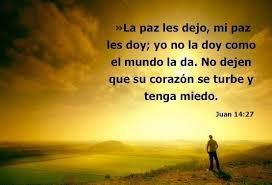 »La paz les dejo, mi paz
les doy; yo no la doy como
el mundo la da. No dejen
que su corazón se turbe y
tenga miedo.
Juan 14:27